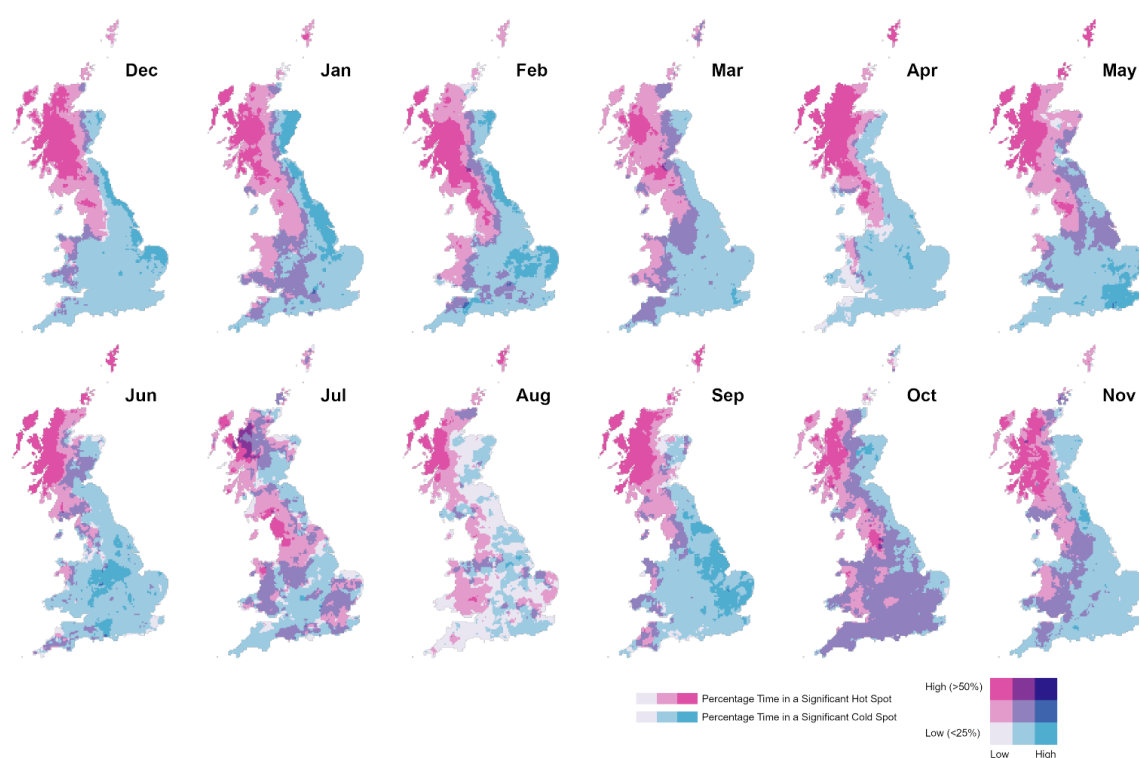 Dec
Jan
Feb
Mar
Apr
May
Jun
Jul
Aug
Sep
Oct
Nov
Percentage Time in a Significant Hot Spot
Percentage Time in a Significant Cold Spot
High (>50%)
Low (<25%)
Low High